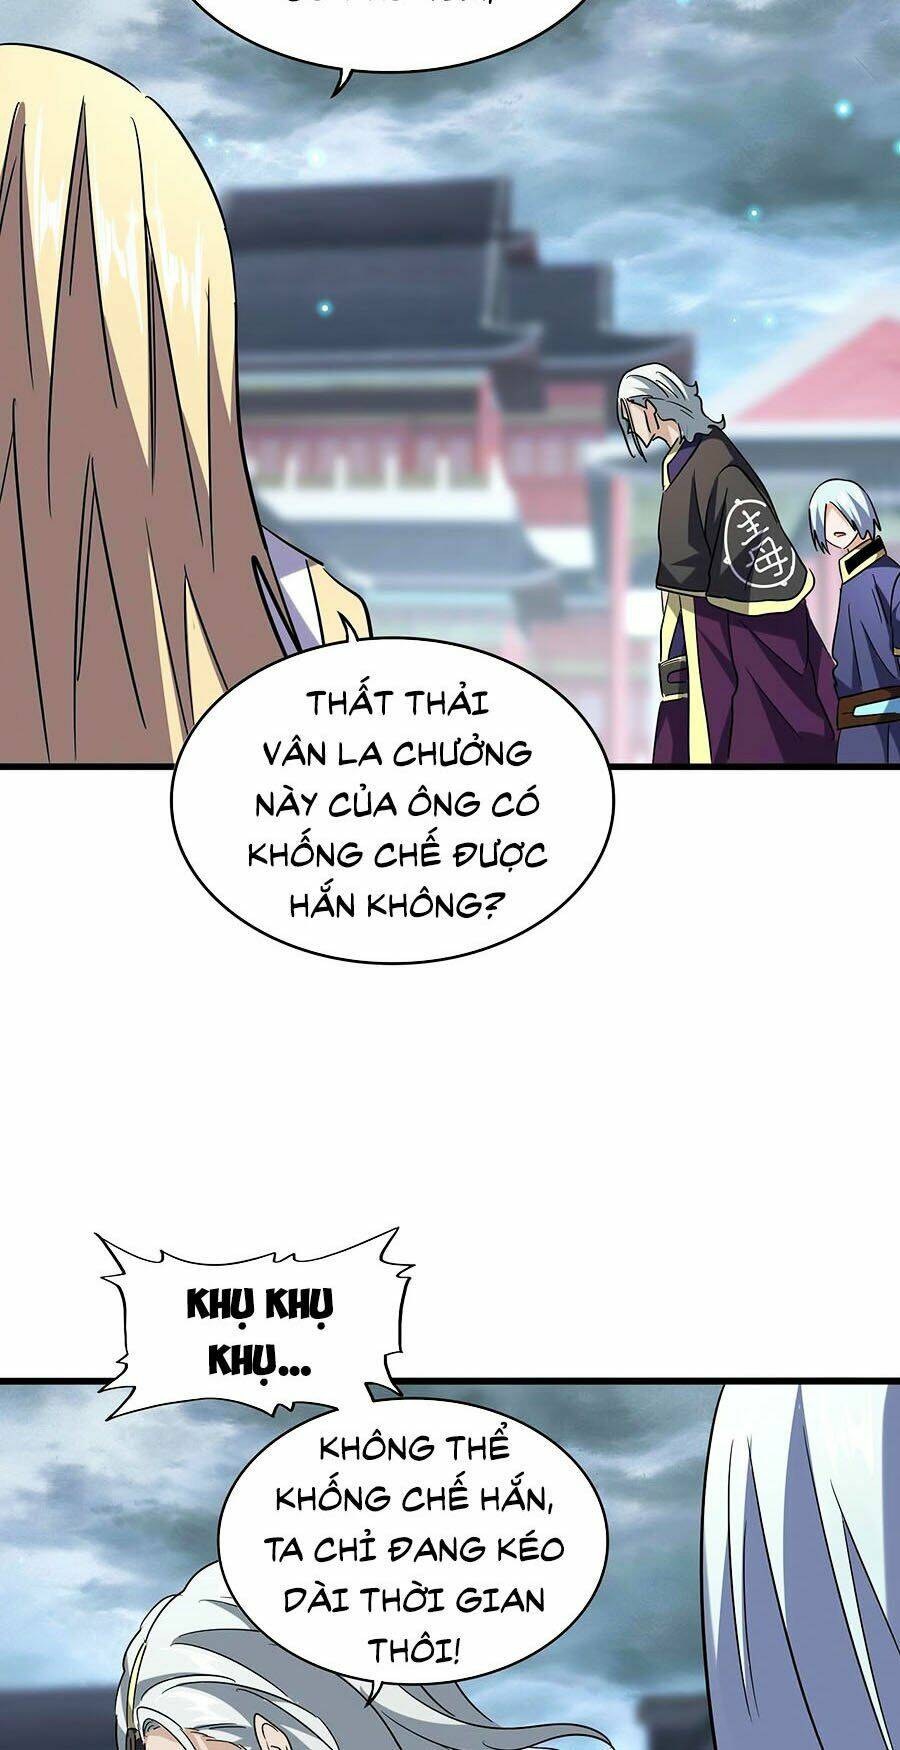 THẤT THẢI
VÂN LA CHƯỞNG
NÀY CỦA ÔNG CÓ
KHỐNG CHẾ ĐƯỢC
HẮN KHÔNG?
毒
KHỤ KHỤ
KHỤ...
KHÔNG THỂ
KHỐNG CHẾ HẮN,
TA CHỈ ĐANG KÉO
DÀI THỜI GIAN
THÔI!